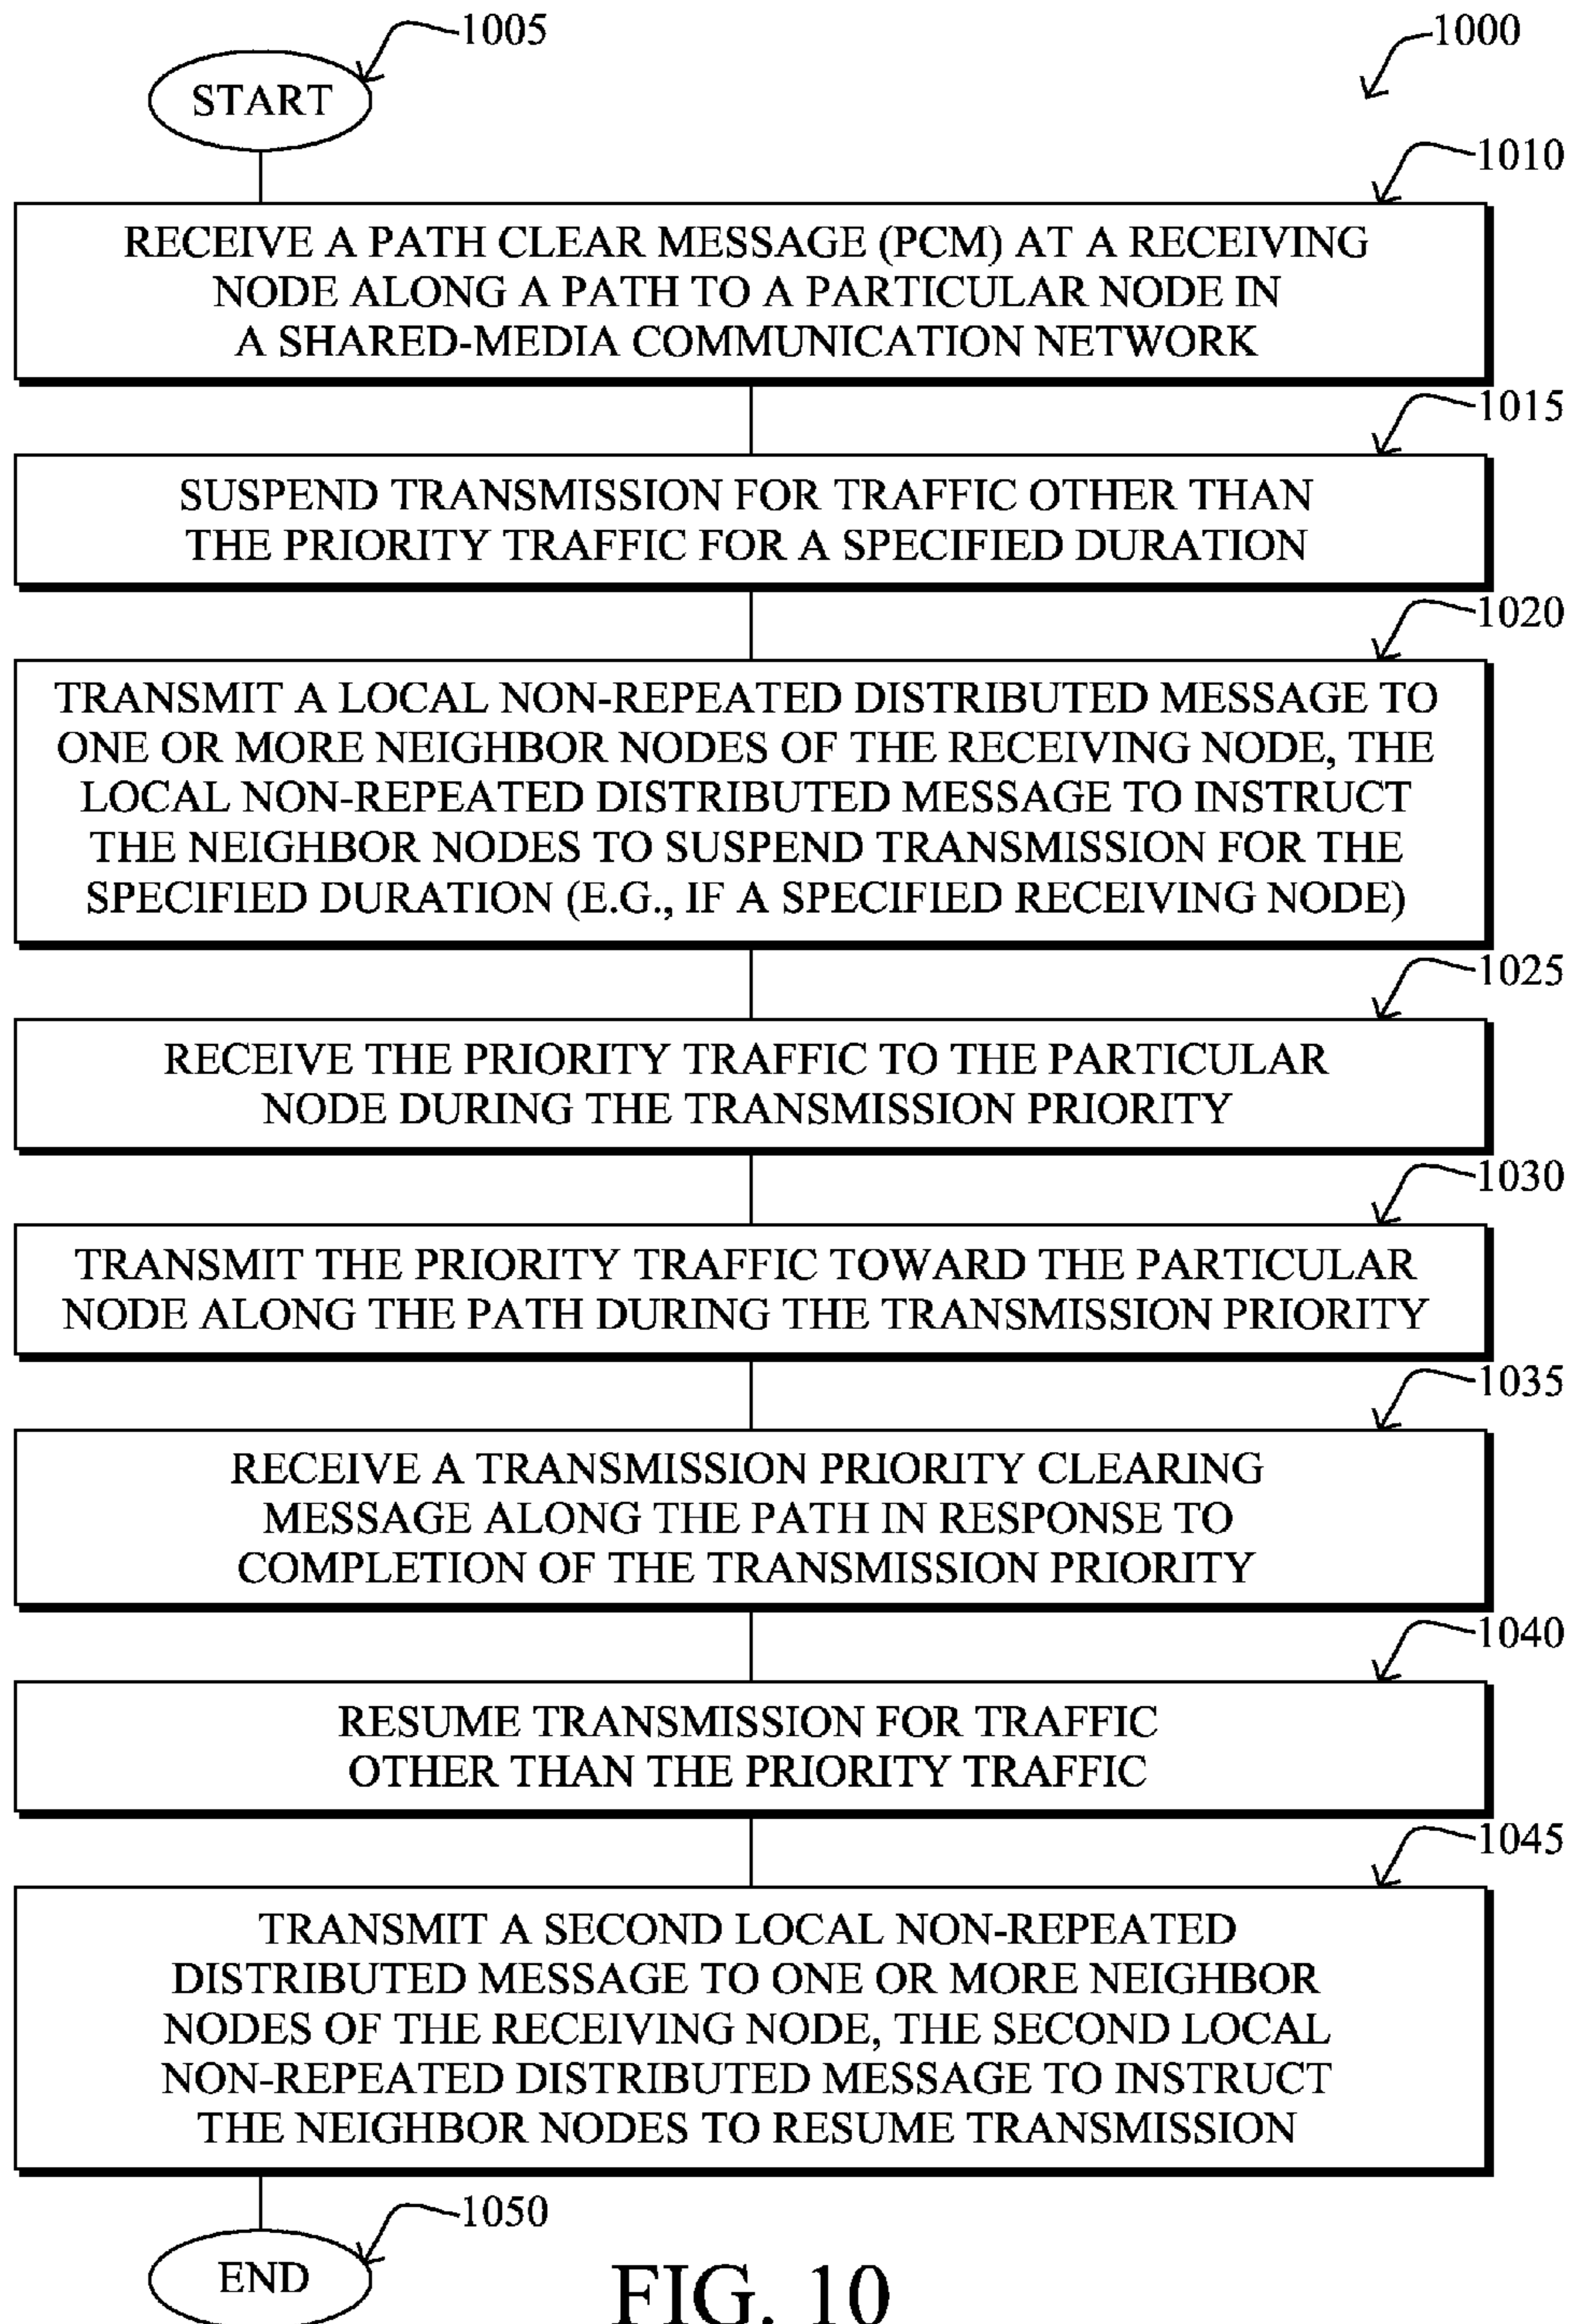 1005
1000
START
1010
RECEIVE A PATH CLEAR MESSAGE (PCM) AT A RECEIVING
NODE ALONG A PATH TO A PARTICULAR NODE IN
A SHARED-MEDIA COMMUNICATION NETWORK
1015
SUSPEND TRANSMISSION FOR TRAFFIC OTHER THAN
THE PRIORITY TRAFFIC FOR A SPECIFIED DURATION
1020
TRANSMIT A LOCAL NON-REPEATED DISTRIBUTED MESSAGE TO
ONE OR MORE NEIGHBOR NODES OF THE RECEIVING NODE, THE
LOCAL NON-REPEATED DISTRIBUTED MESSAGE TO INSTRUCT
THE NEIGHBOR NODES TO SUSPEND TRANSMISSION FOR THE
SPECIFIED DURATION (E.G., IF A SPECIFIED RECEIVING NODE)
1025
RECEIVE THE PRIORITY TRAFFIC TO THE PARTICULAR
NODE DURING THE TRANSMISSION PRIORITY
1030
TRANSMIT THE PRIORITY TRAFFIC TOWARD THE PARTICULAR
NODE ALONG THE PATH DURING THE TRANSMISSION PRIORITY
1035
RECEIVE A TRANSMISSION PRIORITY CLEARING
MESSAGE ALONG THE PATH IN RESPONSE TO
COMPLETION OF THE TRANSMISSION PRIORITY
1040
RESUME TRANSMISSION FOR TRAFFIC
OTHER THAN THE PRIORITY TRAFFIC
1045
TRANSMIT A SECOND LOCAL NON-REPEATED
DISTRIBUTED MESSAGE TO ONE OR MORE NEIGHBOR
NODES OF THE RECEIVING NODE, THE SECOND LOCAL
NON-REPEATED DISTRIBUTED MESSAGE TO INSTRUCT
THE NEIGHBOR NODES TO RESUME TRANSMISSION
1050
END
FIG. 10